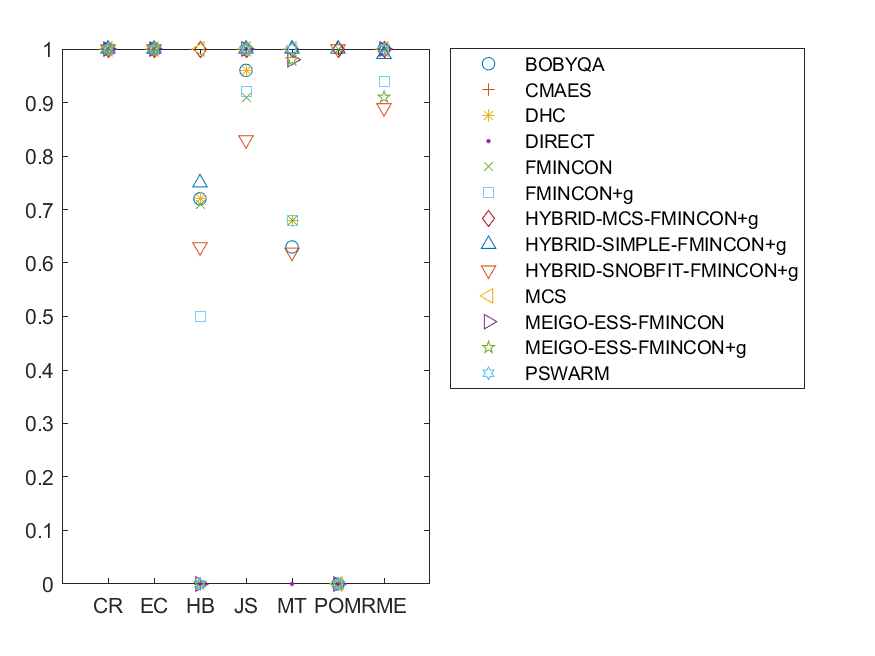 1
0.9
0.8
0.7
0.6
0.5
0.4
0.3
0.2
0.1
0
CR EC HB JS MT POM RME
BOBYQA
CMAES
DHC
DIRECT
FMINCON
FMINCON+g
HYBRID-MCS-FMINCON+g
HYBRID-SIMPLE-FMINCON+g
HYBRID-SNOBFIT-FMINCON+g
MCS
MEIGO-ESS-FMINCON
MEIGO-ESS-FMINCON+g
PSWARM